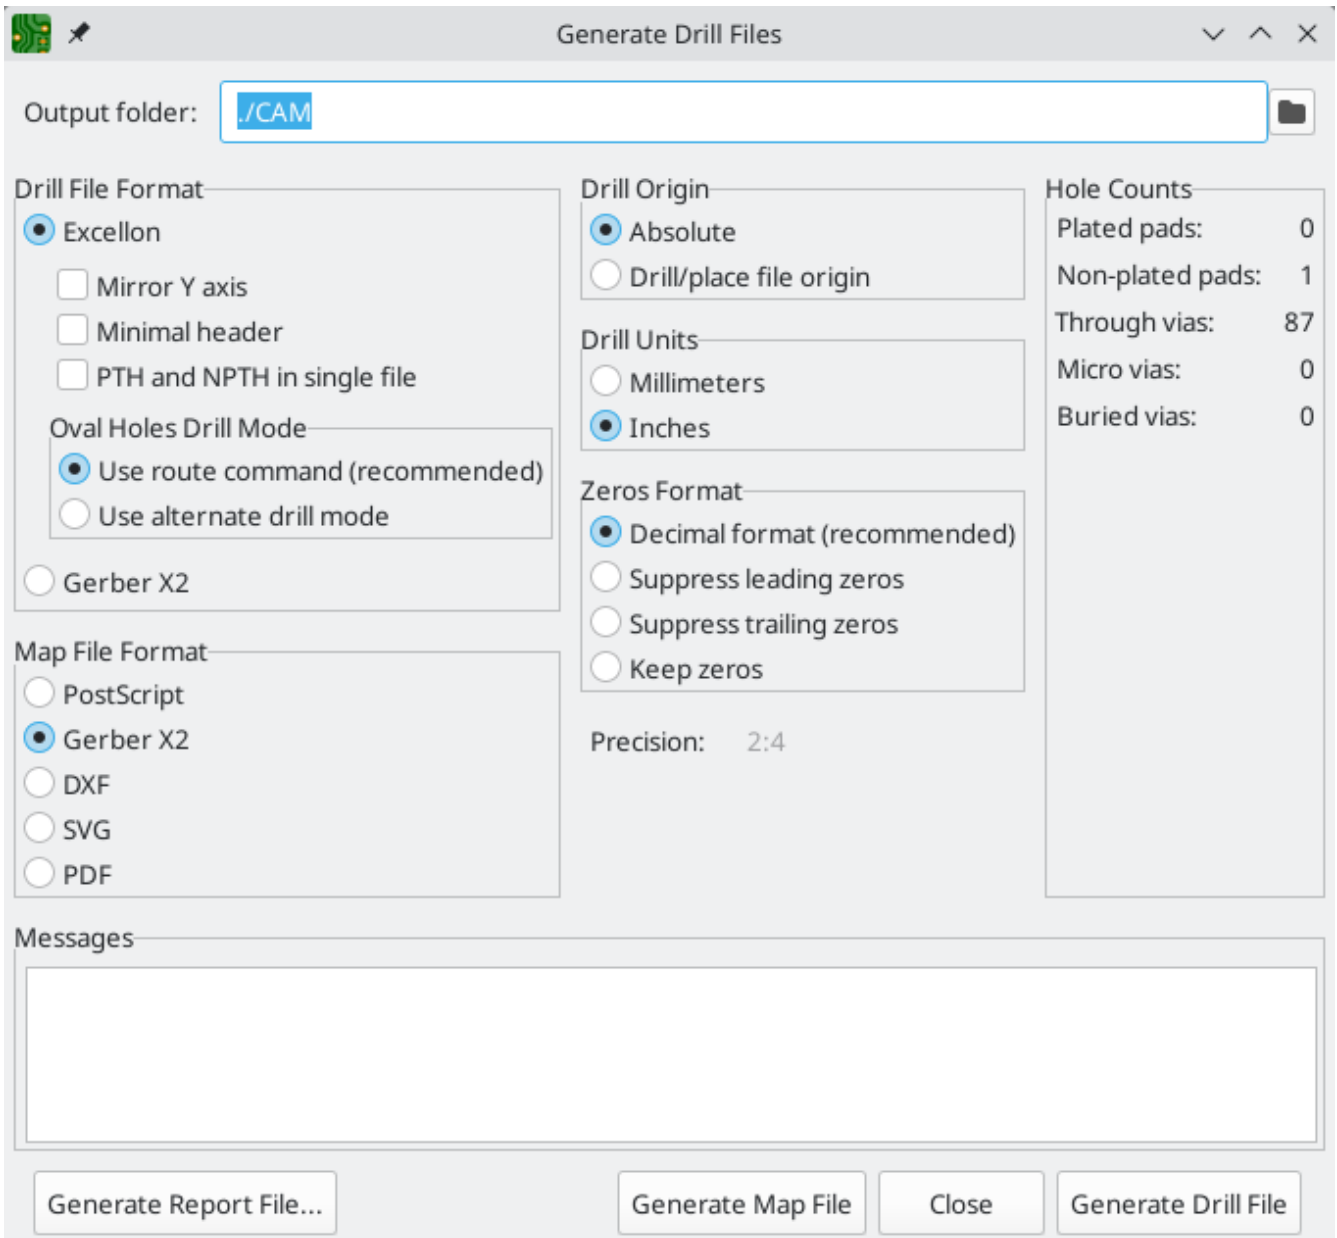 Generate Drill Files
Output folder: ./CAM
Drill File Format
Excellon
Mirror Y axis
Minimal header
PTH and NPTH in single file
Oval Holes Drill Mode
Use route command (recommended)
Use alternate drill mode
Gerber X2
Map File Format
PostScript
Gerber X2
DXF
SVG
PDF
Drill Origin
Absolute
Drill/place file origin
Drill Units
Millimeters
Inches
Zeros Format
Decimal format (recommended)
Suppress leading zeros
Suppress trailing zeros
Keep zeros
Precision: 2:4
Hole Counts
Plated pads: 0
Non-plated pads: 1
Through vias: 87
Micro vias: 0
Buried vias: 0
Messages
Generate Report File... Generate Map File Close Generate Drill File